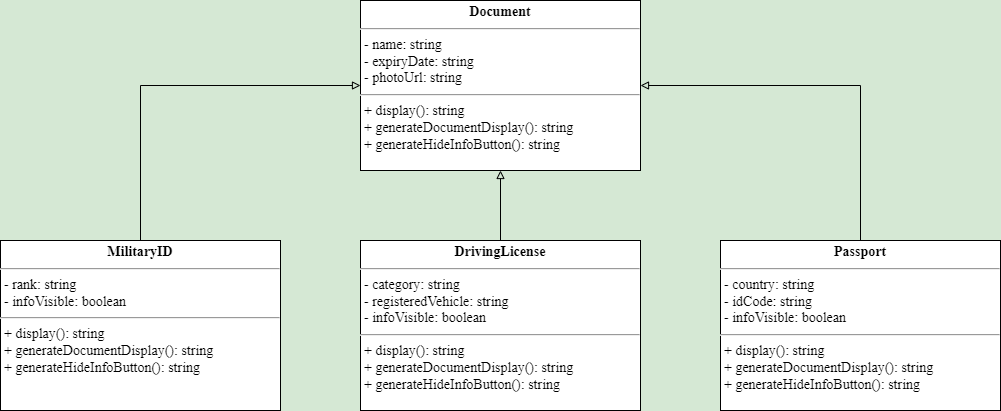 Document
- name: string
- expiryDate: string
- photoUrl: string
+ display(): string
+ generateDocumentDisplay(): string
+ generateHideInfoButton(): string
MilitaryID
- rank: string
- infoVisible: boolean
+ display(): string
+ generateDocumentDisplay(): string
+ generateHideInfoButton(): string
DrivingLicense
- category: string
- registeredVehicle: string
- infoVisible: boolean
+ display(): string
+ generateDocumentDisplay(): string
+ generateHideInfoButton(): string
Passport
- country: string
- idCode: string
- infoVisible: boolean
+ display(): string
+ generateDocumentDisplay(): string
+ generateHideInfoButton(): string